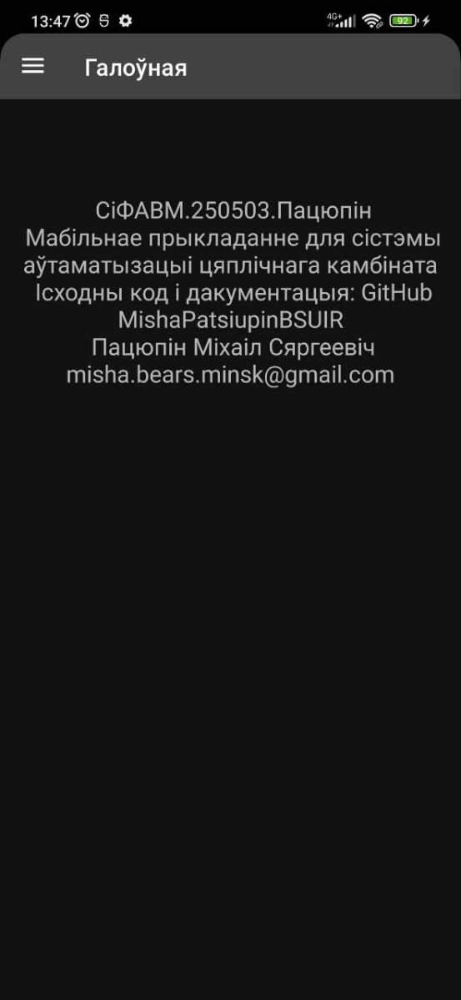 13:47
4G+
92
Галоўная
СіФАВМ.250503.Пацюпін
Мабільнае прыкладанне для сістэмы
аўтаматызацыі цяплічнага камбіната
Ісходны код і дакументацыя: GitHub
MishaPatsiupinBSUIR
Пацюпін Міхаіл Сяргеевіч
misha.bears.minsk@gmail.com